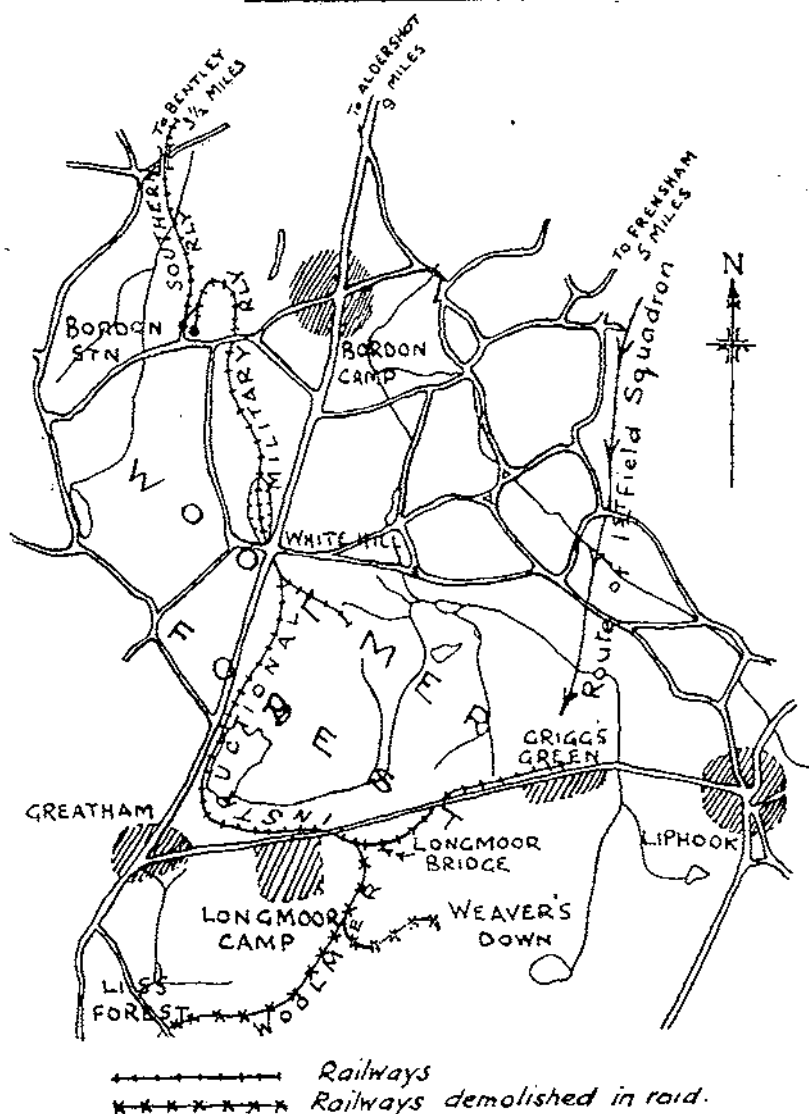 To BENTLEY
3½ MILES
To ALDERSHOT
9 MILES
To FRENSHAM
5 MILES
SOUTHERN
RLY
N
BORDON
STN
BORDON
CAMP
MILITARY RLY
Route of 1ST Field Squadron
WHITE HILL
WOOLMER
FOREST
INSTRUCTIONAL
GRIGG'S
GREEN
GREATHAM
LIPHOOK
LONGMOOR
BRIDGE
LONGMOOR
CAMP
WEAVER'S
DOWN
LISS
FOREST
WOOLMER
Railways
Railways demolished in raid.